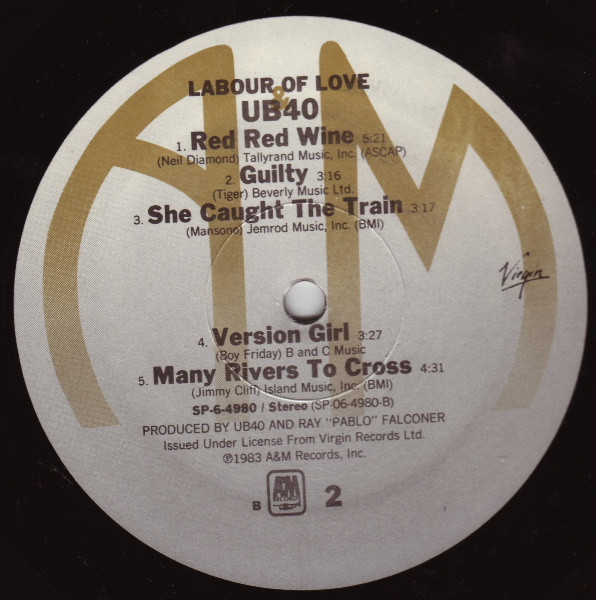 LABOUR OF LOVE
&
UB40
1. Red Red Wine 5:21
(Neil Diamond) Tallyrand Music, Inc. (ASCAP)
2. Guilty 3:16
(Tiger) Beverly Music Ltd.
3. She Caught The Train 3:17
(Mansono) Jemrod Music, Inc. (BMI)
Virgin
4. Version Girl 3:27
(Boy Friday) B and C Music
5. Many Rivers To Cross 4:31
(Jimmy Cliff) Island Music, Inc. (BMI)
SP-6-4980 / Stereo (SP-06-4980-B)
PRODUCED BY UB40 AND RAY "PABLO" FALCONER
Issued Under License From Virgin Records Ltd.
℗1983 A&M Records, Inc.
A&M
RECORDS
B 2